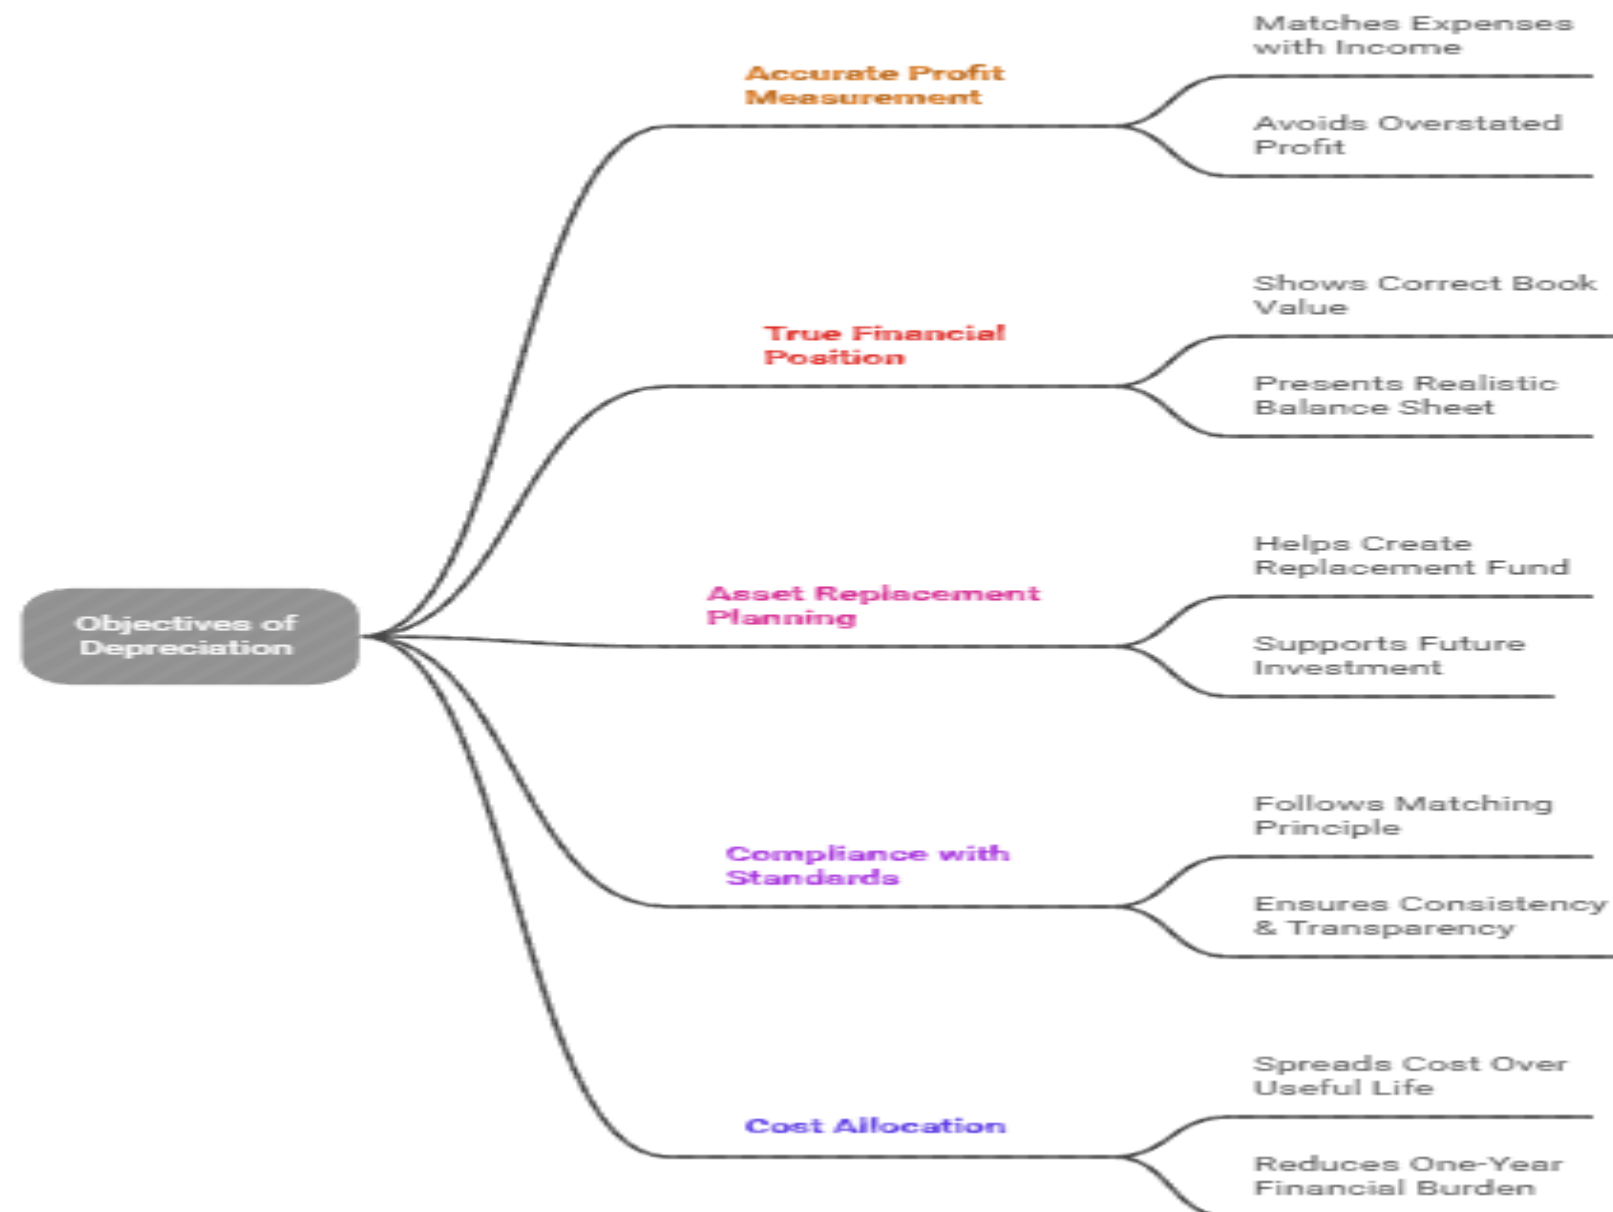 Matches Expenses
with Income
Accurate Profit
Measurement
Avoids Overstated
Profit
Shows Correct Book
Value
True Financial
Position
Presents Realistic
Balance Sheet
Helps Create
Replacement Fund
Asset Replacement
Planning
Objectives of
Depreciation
Supports Future
Investment
Follows Matching
Principle
Compliance with
Standards
Ensures Consistency
& Transparency
Spreads Cost Over
Useful Life
Cost Allocation
Reduces One-Year
Financial Burden